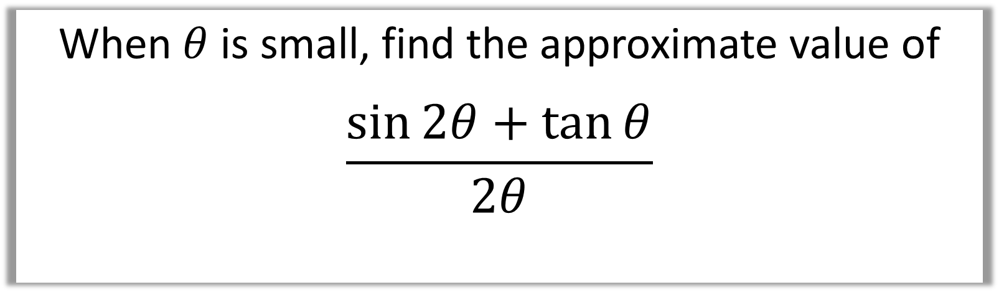 When θ is small, find the approximate value of
sin 2θ + tan θ
2θ